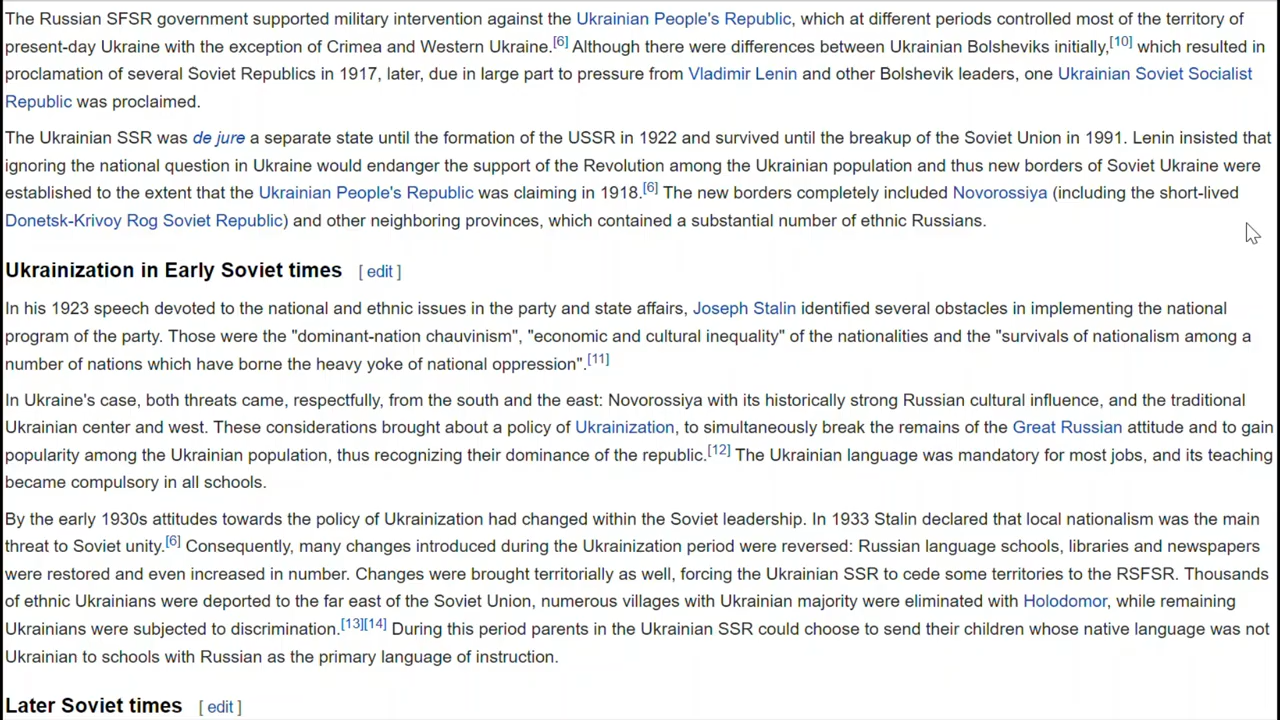 The Russian SFSR government supported military intervention against the Ukrainian People's Republic, which at different periods controlled most of the territory of
present-day Ukraine with the exception of Crimea and Western Ukraine.[6] Although there were differences between Ukrainian Bolsheviks initially,[10] which resulted in
proclamation of several Soviet Republics in 1917, later, due in large part to pressure from Vladimir Lenin and other Bolshevik leaders, one Ukrainian Soviet Socialist
Republic was proclaimed.
The Ukrainian SSR was de jure a separate state until the formation of the USSR in 1922 and survived until the breakup of the Soviet Union in 1991. Lenin insisted that
ignoring the national question in Ukraine would endanger the support of the Revolution among the Ukrainian population and thus new borders of Soviet Ukraine were
established to the extent that the Ukrainian People's Republic was claiming in 1918.[6] The new borders completely included Novorossiya (including the short-lived
Donetsk-Krivoy Rog Soviet Republic) and other neighboring provinces, which contained a substantial number of ethnic Russians.
Ukrainization in Early Soviet times [ edit ]
In his 1923 speech devoted to the national and ethnic issues in the party and state affairs, Joseph Stalin identified several obstacles in implementing the national
program of the party. Those were the "dominant-nation chauvinism", "economic and cultural inequality" of the nationalities and the "survivals of nationalism among a
number of nations which have borne the heavy yoke of national oppression".[11]
In Ukraine's case, both threats came, respectfully, from the south and the east: Novorossiya with its historically strong Russian cultural influence, and the traditional
Ukrainian center and west. These considerations brought about a policy of Ukrainization, to simultaneously break the remains of the Great Russian attitude and to gain
popularity among the Ukrainian population, thus recognizing their dominance of the republic.[12] The Ukrainian language was mandatory for most jobs, and its teaching
became compulsory in all schools.
By the early 1930s attitudes towards the policy of Ukrainization had changed within the Soviet leadership. In 1933 Stalin declared that local nationalism was the main
threat to Soviet unity.[6] Consequently, many changes introduced during the Ukrainization period were reversed: Russian language schools, libraries and newspapers
were restored and even increased in number. Changes were brought territorially as well, forcing the Ukrainian SSR to cede some territories to the RSFSR. Thousands
of ethnic Ukrainians were deported to the far east of the Soviet Union, numerous villages with Ukrainian majority were eliminated with Holodomor, while remaining
Ukrainians were subjected to discrimination.[13][14] During this period parents in the Ukrainian SSR could choose to send their children whose native language was not
Ukrainian to schools with Russian as the primary language of instruction.
Later Soviet times [ edit ]